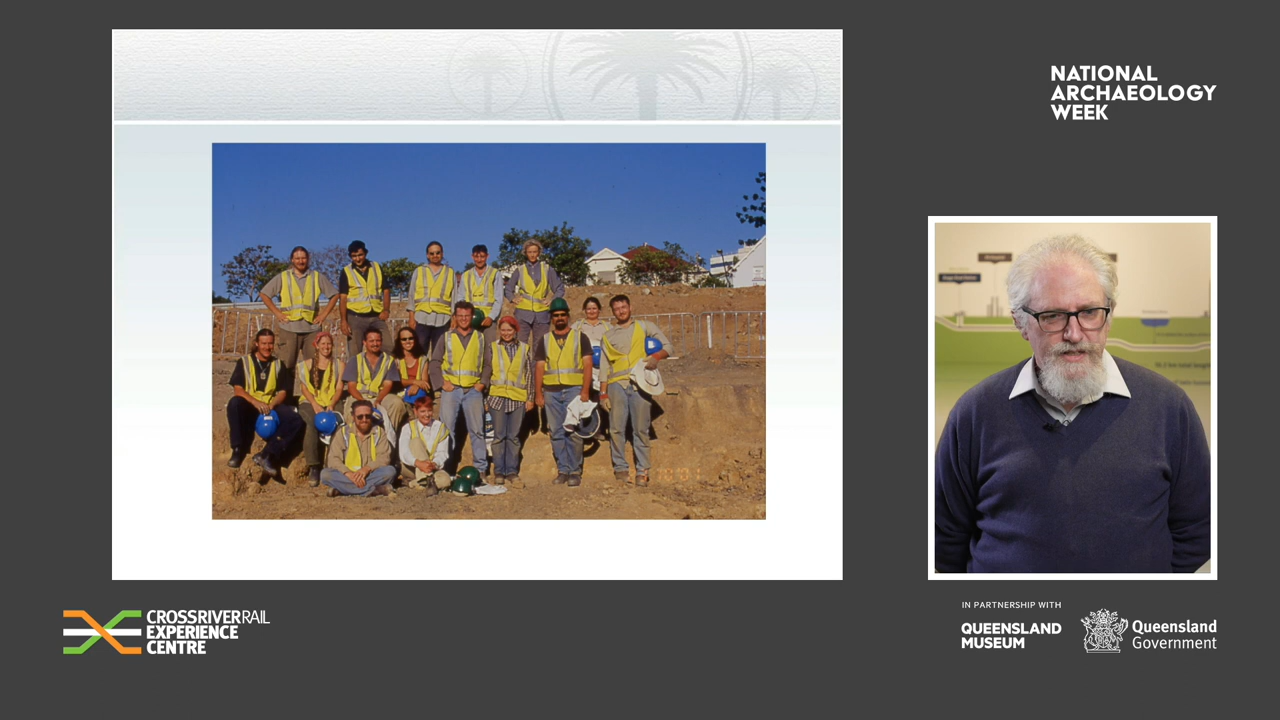 NATIONAL
ARCHAEOLOGY
WEEK
CROSSRIVERRAIL
EXPERIENCE
CENTRE
IN PARTNERSHIP WITH
QUEENSLAND
MUSEUM
Queensland
Government